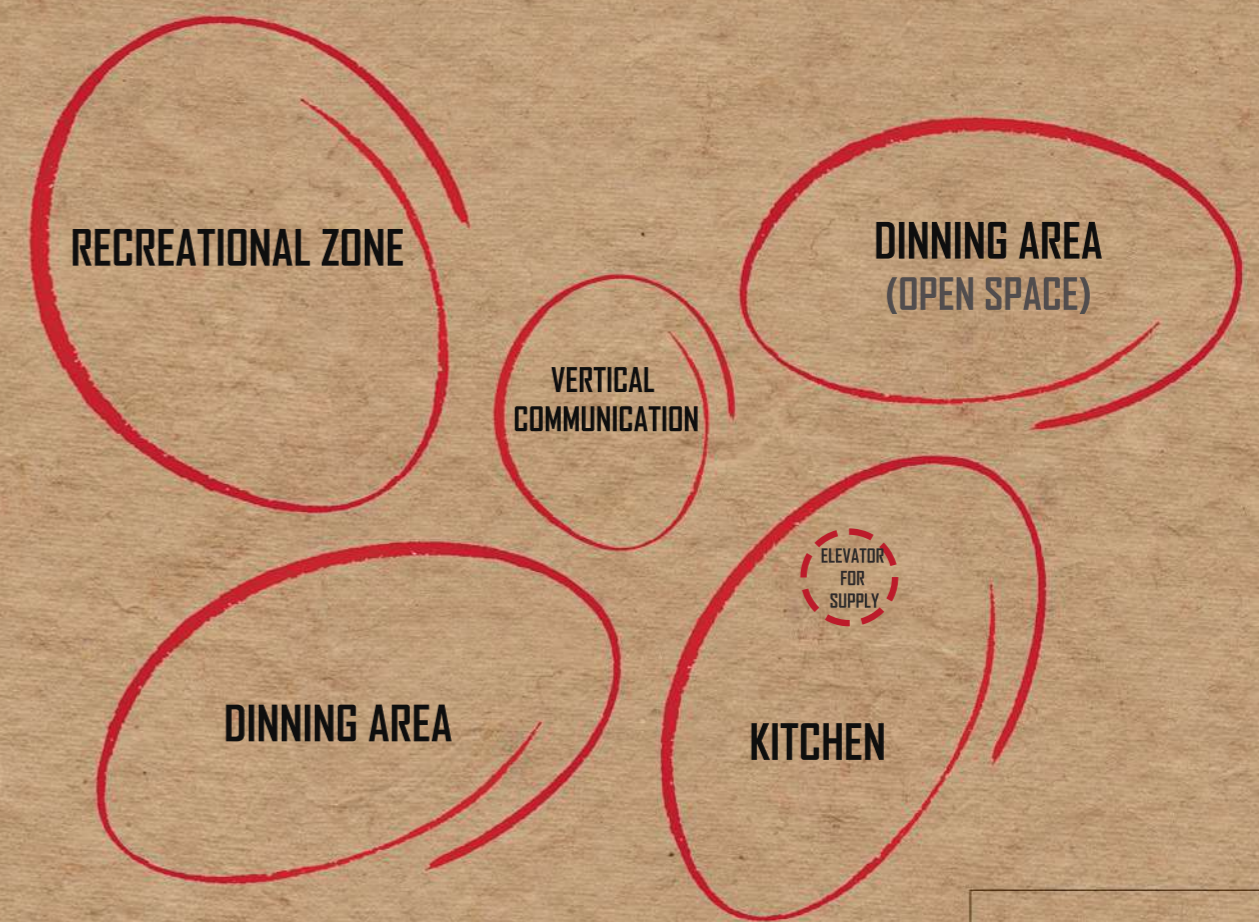 RECREATIONAL ZONE
DINNING AREA
(OPEN SPACE)
VERTICAL
COMMUNICATION
ELEVATOR
FOR
SUPPLY
DINNING AREA
KITCHEN